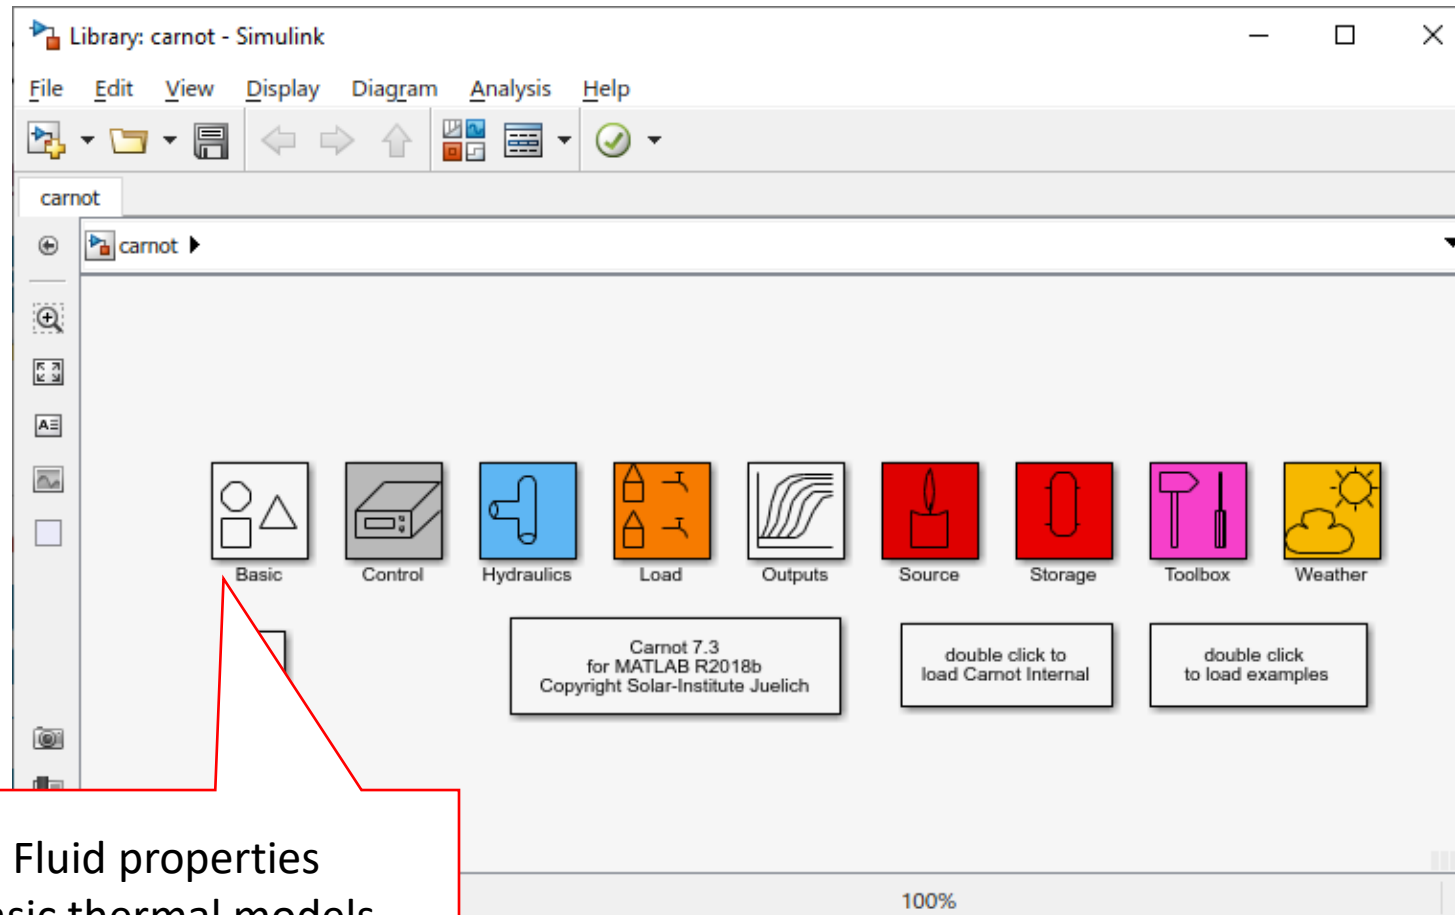 Library: carnot - Simulink
File Edit View Display Diagram Analysis Help
carnot
carnot
A
Basic Control Hydraulics Load Outputs Source Storage Toolbox Weather
Carnot 7.3
for MATLAB R2018b
Copyright Solar-Institute Juelich
double click to
load Carnot Internal
double click
to load examples
Fluid properties
thermal models
100%